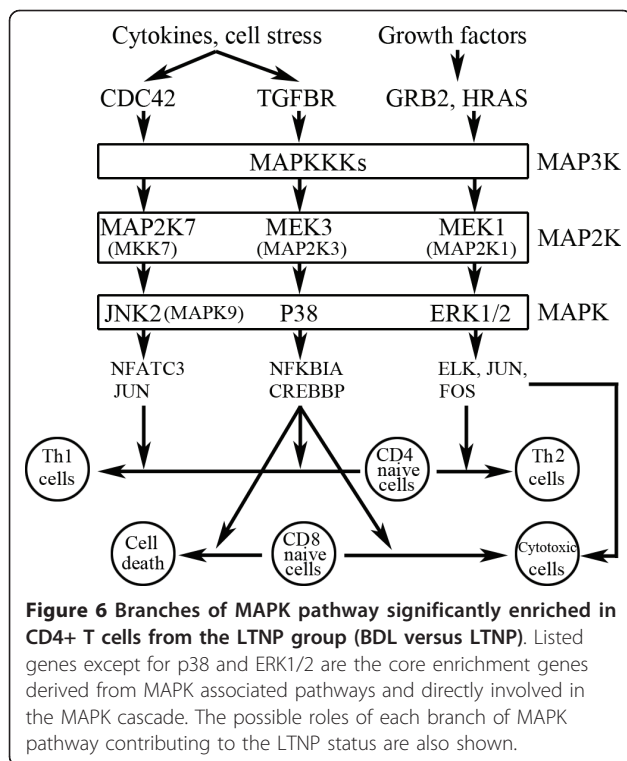 Cytokines, cell stress Growth factors
CDC42 TGFBR GRB2, HRAS
MAPKKKs MAP3K
MAP2K7 MEK3 MEK1 MAP2K
(MKK7) (MAP2K3) (MAP2K1)
JNK2(MAPK9) P38 ERK1/2 MAPK
NFATC3 NFKBIA ELK, JUN,
JUN CREBBP FOS
Th1 cells CD4 naive cells Th2 cells
Cell death CD8 naive cells Cytotoxic cells
Figure 6 Branches of MAPK pathway significantly enriched in
CD4+ T cells from the LTNP group (BDL versus LTNP). Listed
genes except for p38 and ERK1/2 are the core enrichment genes
derived from MAPK associated pathways and directly involved in
the MAPK cascade. The possible roles of each branch of MAPK
pathway contributing to the LTNP status are also shown.